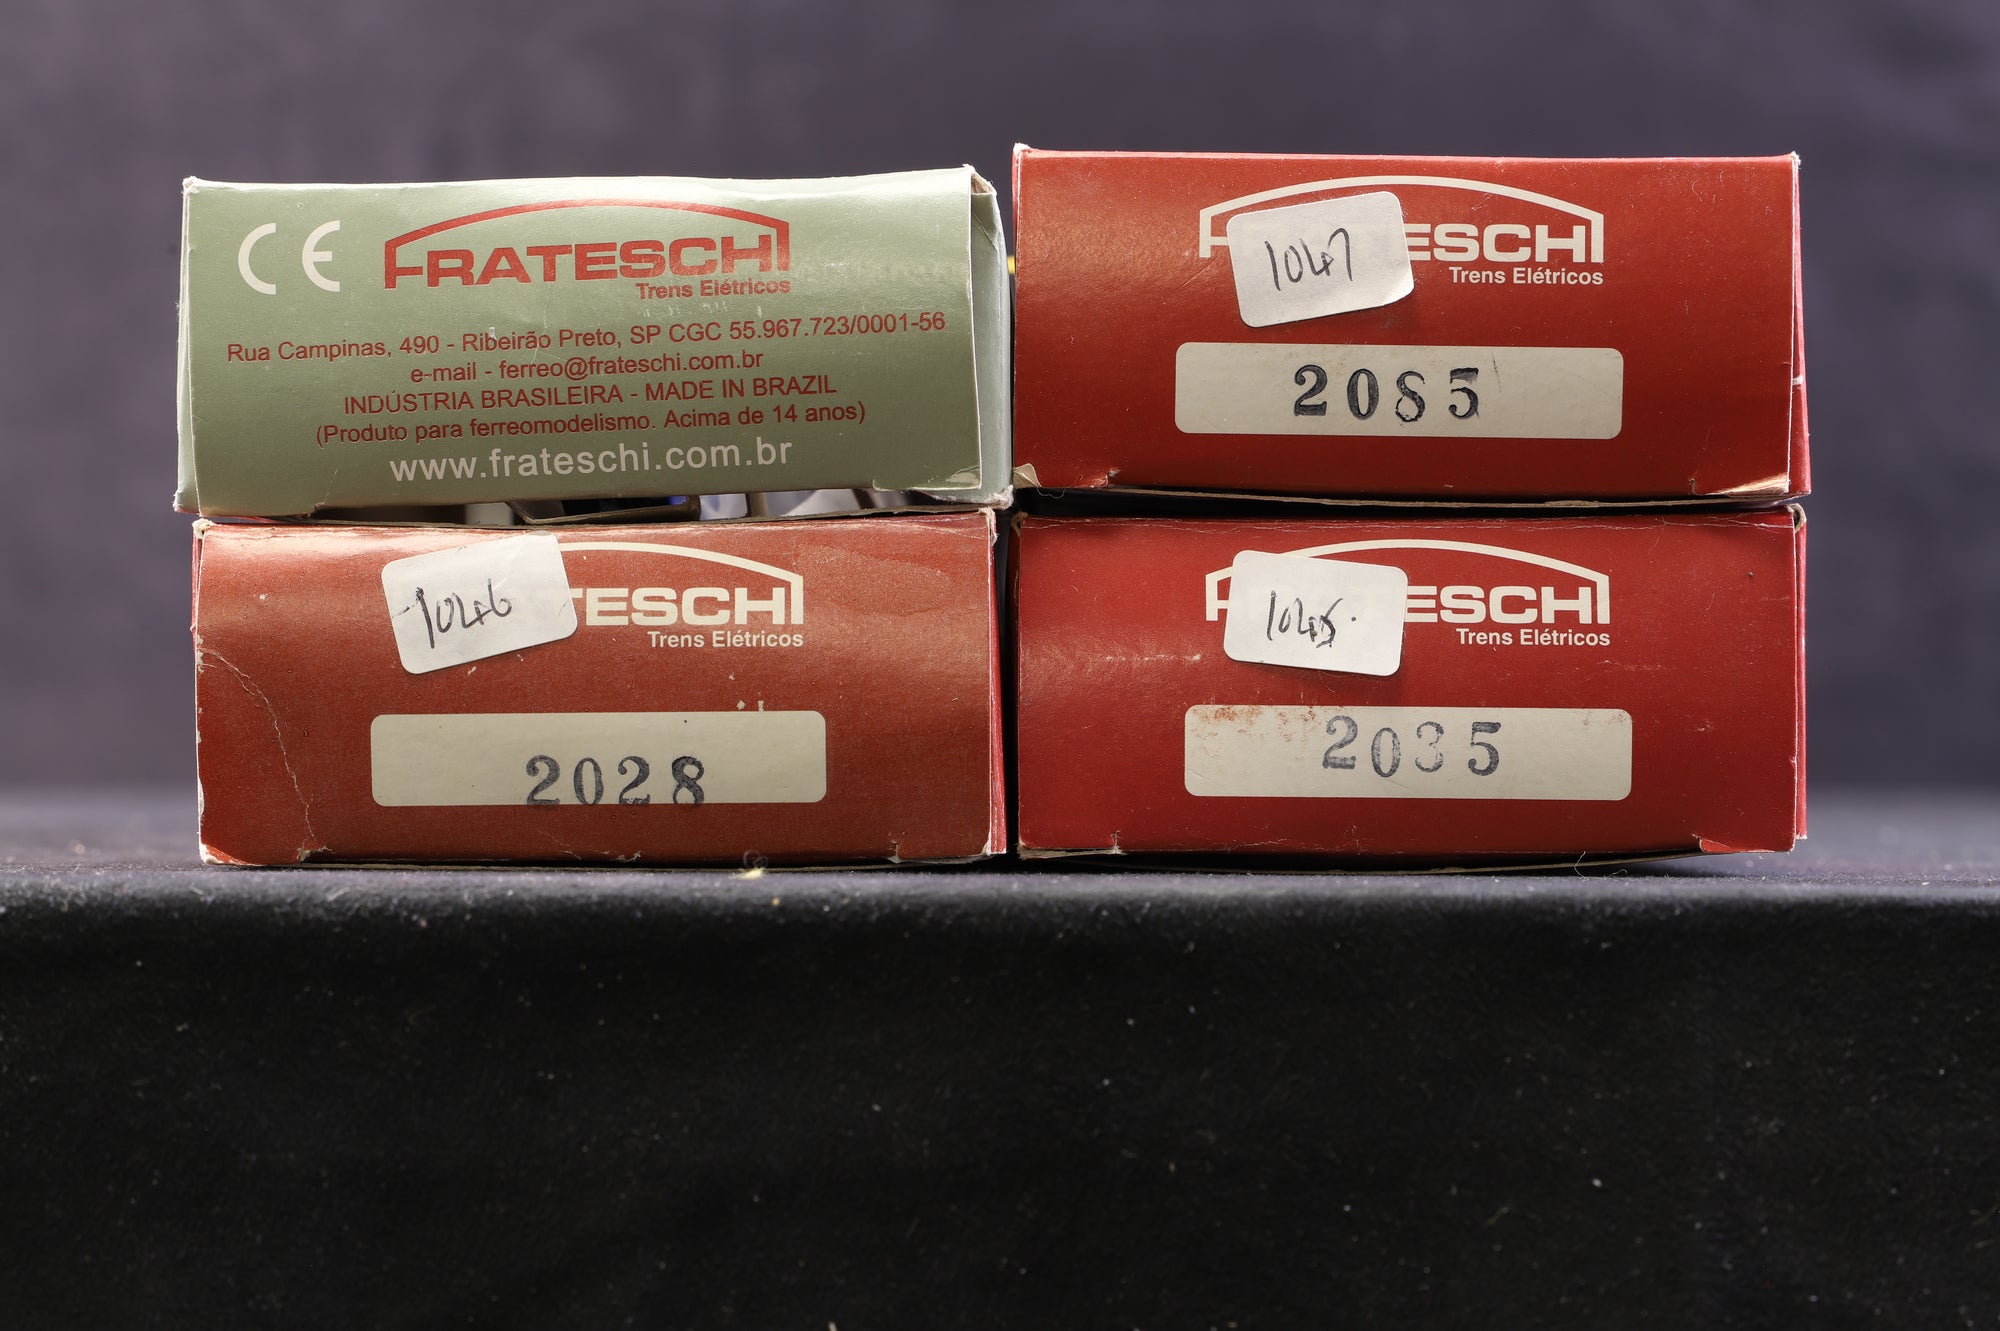 CE
FRATESCHI
Trens Elétricos
Rua Campinas, 490 - Ribeirão Preto, SP CGC 55.967.723/0001-56
e-mail - ferreo@frateschi.com.br
INDÚSTRIA BRASILEIRA - MADE IN BRAZIL
(Produto para ferreomodelismo. Acima de 14 anos)
www.frateschi.com.br
1047
ESCHI
Trens Elétricos
2085
1046
TESCHI
Trens Elétricos
2028
1045
ESCHI
Trens Elétricos
2035